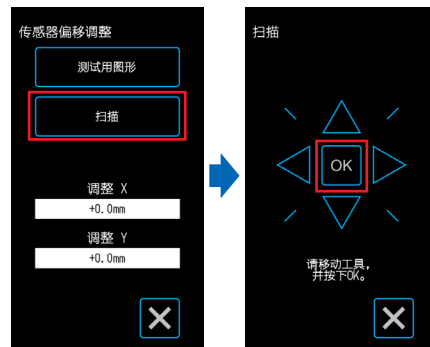 传感器偏移调整
测试用图形
扫描
调整 X
+0.0mm
调整 Y
+0.0mm
扫描
OK
请移动工具,
并按下OK。